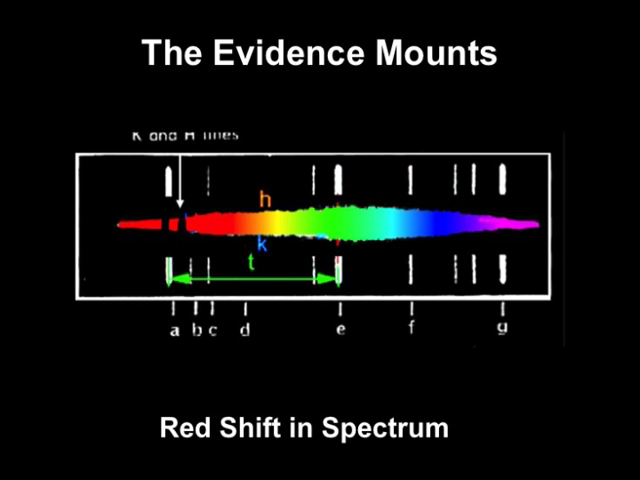 The Evidence Mounts
K and H lines
h
k
t
a b c d e f g
Red Shift in Spectrum